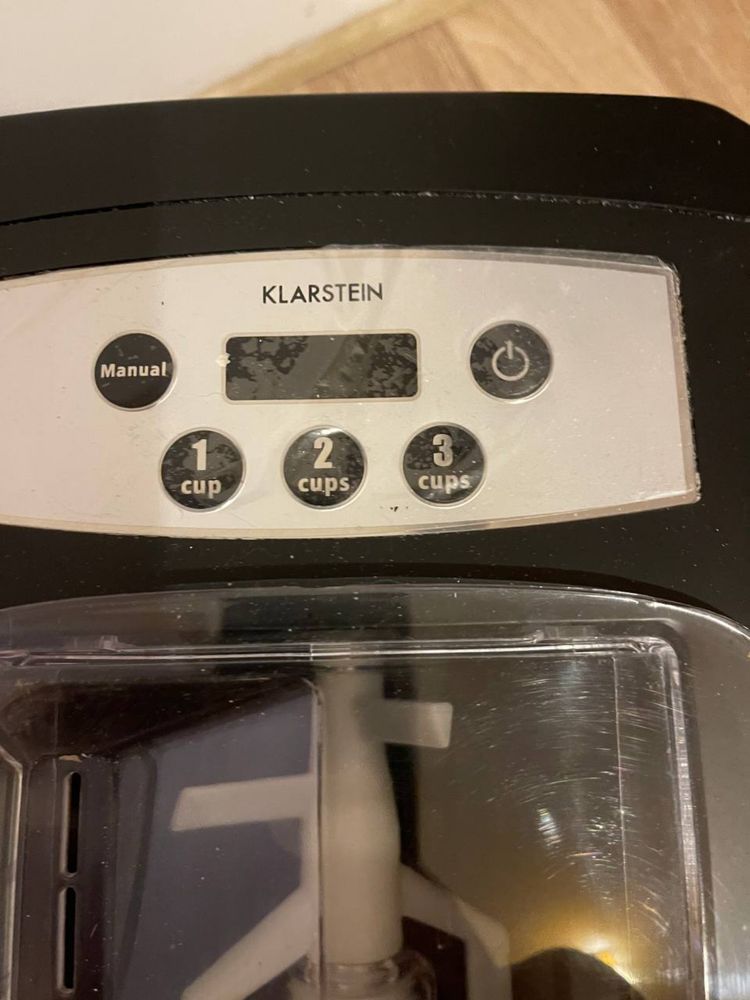 KLARSTEIN
Manual
1
cup
2
cups
3
cups